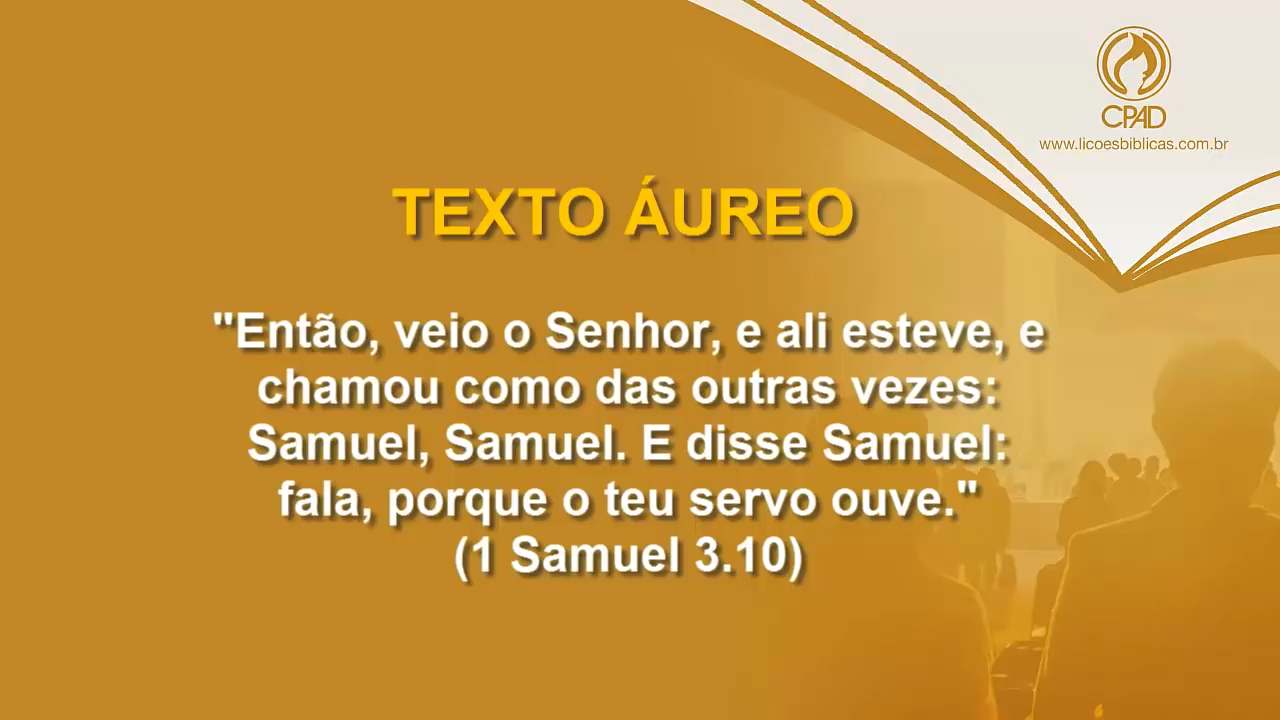 CPAD
www.licoesbiblicas.com.br
TEXTO ÁUREO
"Então, veio o Senhor, e ali esteve, e
chamou como das outras vezes:
Samuel, Samuel. E disse Samuel:
fala, porque o teu servo ouve."
(1 Samuel 3.10)